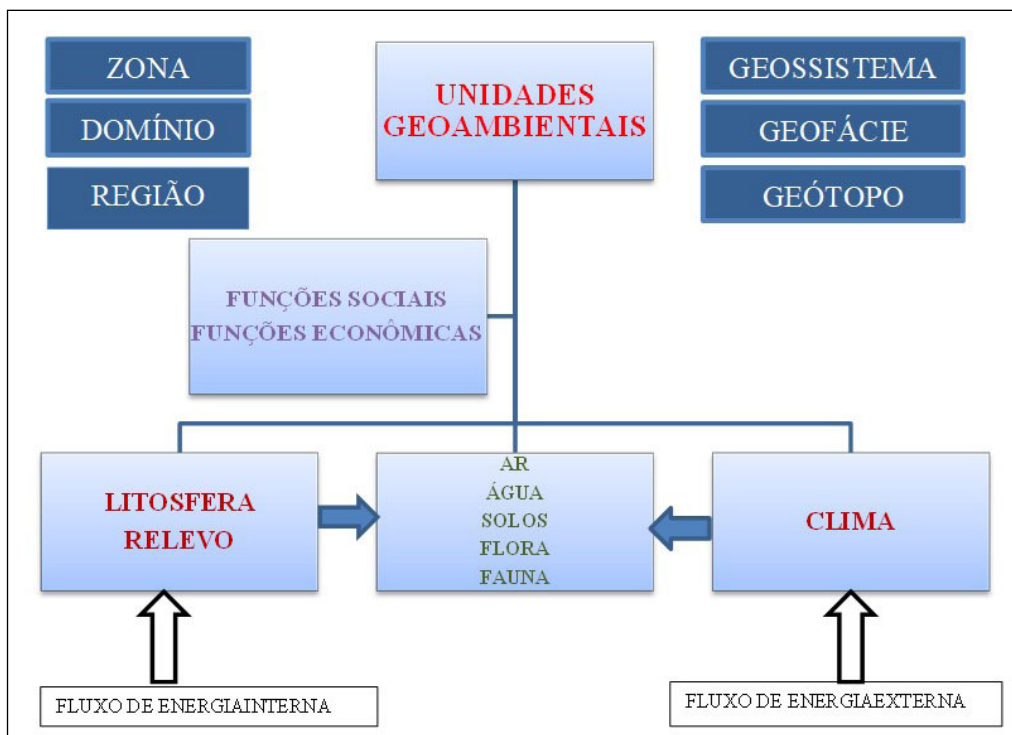 ZONA
DOMÍNIO
REGIÃO
UNIDADES
GEOAMBIENTAIS
GEOSSISTEMA
GEOFÁCIE
GEÓTOPO
FUNÇÕES SOCIAIS
FUNÇÕES ECONÔMICAS
LITOSFERA
RELEVO
AR
ÁGUA
SOLOS
FLORA
FAUNA
CLIMA
FLUXO DE ENERGIAINTERNA
FLUXO DE ENERGIAEXTERNA